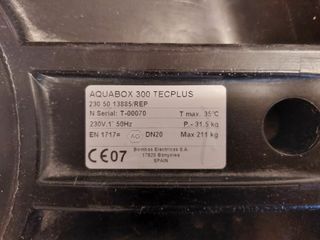 AQUABOX 300 TECPLUS
230 50 13885/REP
N Serial: T-00070 T max. 35°C
230V.1~ 50Hz P.- 31.5 kg
EN 1717= AG DN20 Max 211 kg
CE07 Bombas Electricas S.A.
17820 Banyoles
SPAIN